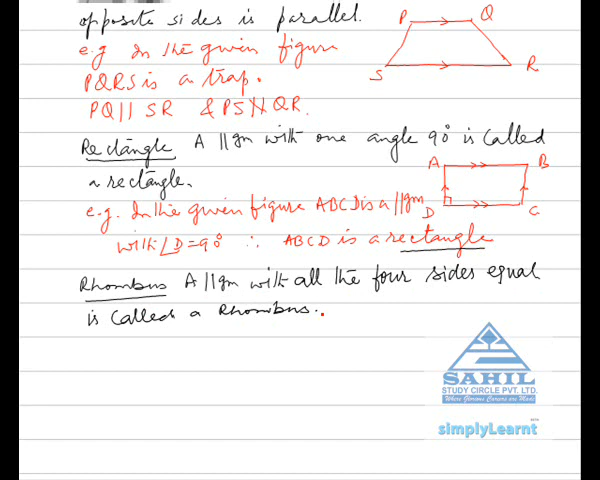 opposite sides is parallel.
e.g In the given figure
PQRS is a trap.
PQ || SR & PS ∦ QR.
P Q
S R
Rectangle A ||gm with one angle 90° is called
a rectangle.
A B
e.g. In the given figure ABCD is a ||gm
D C
with ∠D = 90° ∴ ABCD is a rectangle
Rhombus A ||gm with all the four sides equal
is called a Rhombus.
SAHIL
STUDY CIRCLE PVT. LTD.
Where Glorious Careers are Made
simplyLearnt